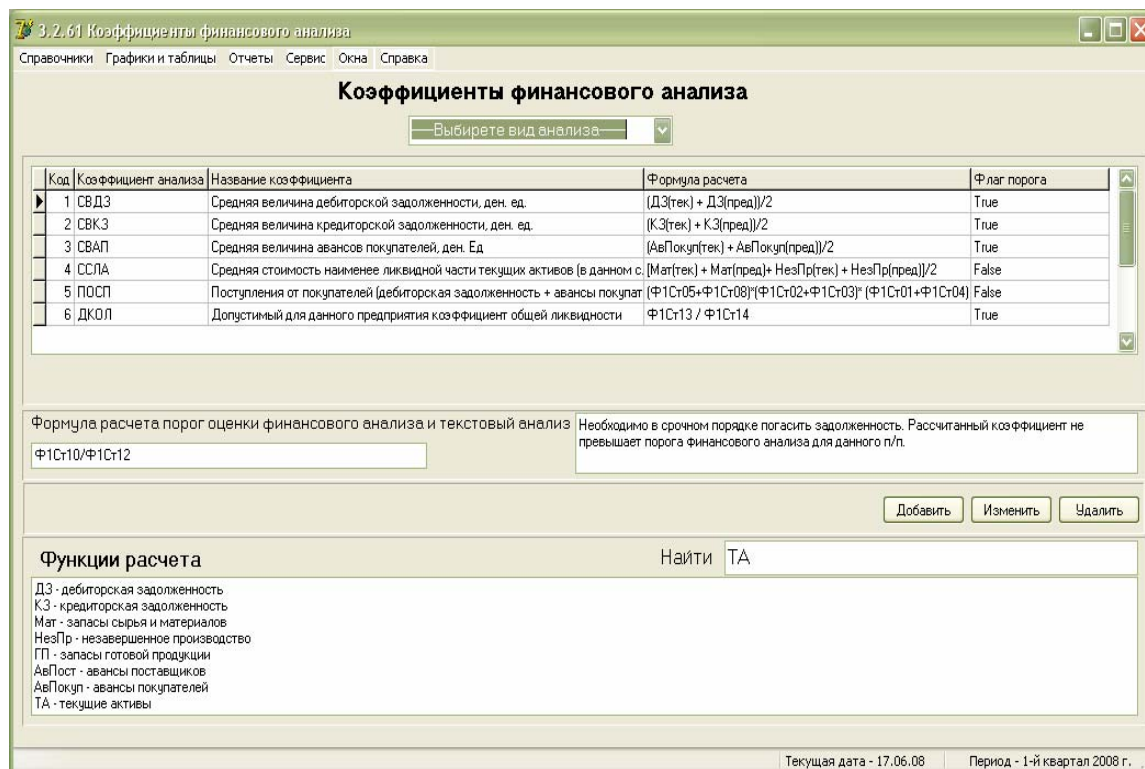 3.2.61 Коэффициенты финансового анализа
Справочники Графики и таблицы Отчеты Сервис Окна Справка
Коэффициенты финансового анализа
-----Выбирете вид анализа-----
Код Коэффициент анализа Название коэффициента Формула расчета Флаг порога
1 СВДЗ Средняя величина дебиторской задолженности, ден. ед. (ДЗ(тек) + ДЗ(пред))/2 True
2 СВКЗ Средняя величина кредиторской задолженности, ден. ед. (КЗ(тек) + КЗ(пред))/2 True
3 СВАП Средняя величина авансов покупателей, ден. Ед (АвПокуп(тек) + АвПокуп(пред))/2 True
4 ССЛА Средняя стоимость наименее ликвидной части текущих активов (в данном с. [Мат(тек) + Мат(пред)+ НезПр(тек) + НезПр(пред)]/2 False
5 ПОСП Поступления от покупателей (дебиторская задолженность + авансы покупат (Ф1Ст05+Ф1Ст08)*(Ф1Ст02+Ф1Ст03)* (Ф1Ст01+Ф1Ст04) False
6 ДКОЛ Допустимый для данного предприятия коэффициент общей ликвидности Ф1Ст13 / Ф1Ст14 True
Формула расчета порог оценки финансового анализа и текстовый анализ
Ф1Ст10/Ф1Ст12
Необходимо в срочном порядке погасить задолженность. Рассчитанный коэффициент не
превышает порога финансового анализа для данного п/п.
Добавить Изменить Удалить
Функции расчета Найти ТА
ДЗ - дебиторская задолженность
КЗ - кредиторская задолженность
Мат - запасы сырья и материалов
НезПр - незавершенное производство
ГП - запасы готовой продукции
АвПост - авансы поставщиков
АвПокуп - авансы покупателей
ТА - текущие активы
Текущая дата - 17.06.08 Период - 1-й квартал 2008 г.